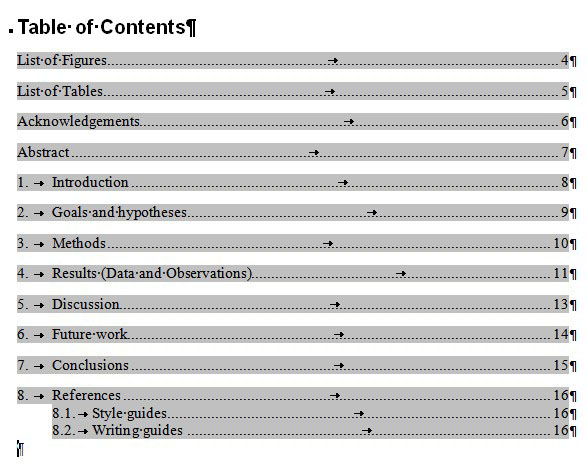 Table of Contents¶
List of Figures → 4¶
List of Tables → 5¶
Acknowledgements → 6¶
Abstract → 7¶
1. → Introduction → 8¶
2. → Goals and hypotheses → 9¶
3. → Methods → 10¶
4. → Results (Data and Observations) → 11¶
5. → Discussion → 13¶
6. → Future work → 14¶
7. → Conclusions → 15¶
8. → References → 16¶
8.1. → Style guides → 16¶
8.2. → Writing guides → 16¶
¶